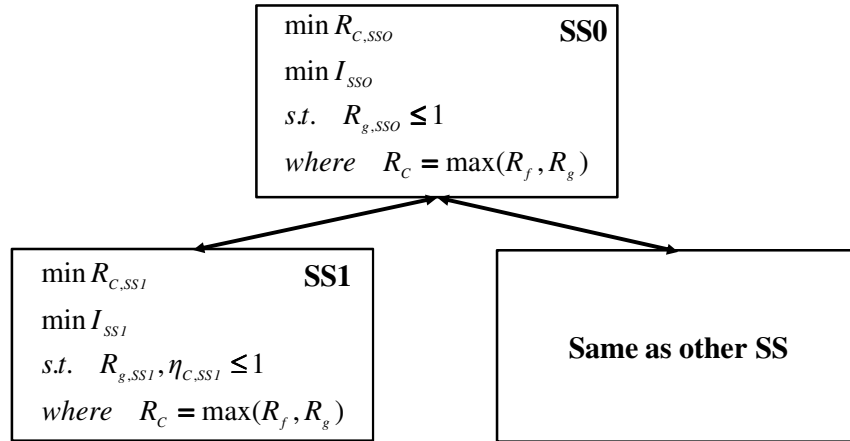 min R_{C,SSO} SS0
min I_{SSO}
s.t. R_{g,SSO} ≤ 1
where R_C = max(R_f, R_g)
min R_{C,SS1} SS1
min I_{SS1}
s.t. R_{g,SS1}, η_{C,SS1} ≤ 1
where R_C = max(R_f, R_g)
Same as other SS